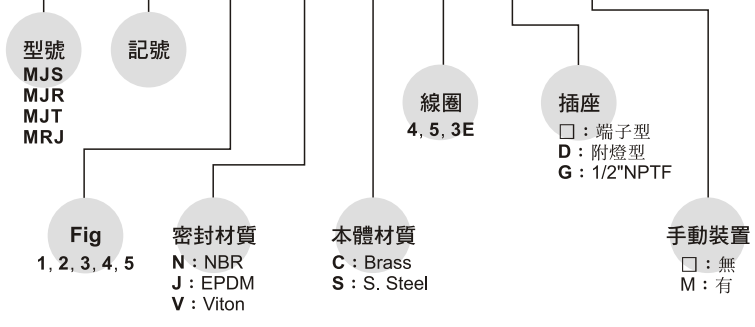 型號
MJS
MJR
MJT
MRJ
記號
Fig
1, 2, 3, 4, 5
密封材質
N：NBR
J：EPDM
V：Viton
本體材質
C：Brass
S：S. Steel
線圈
4, 5, 3E
插座
□：端子型
D：附燈型
G：1/2"NPTF
手動裝置
□：無
M：有